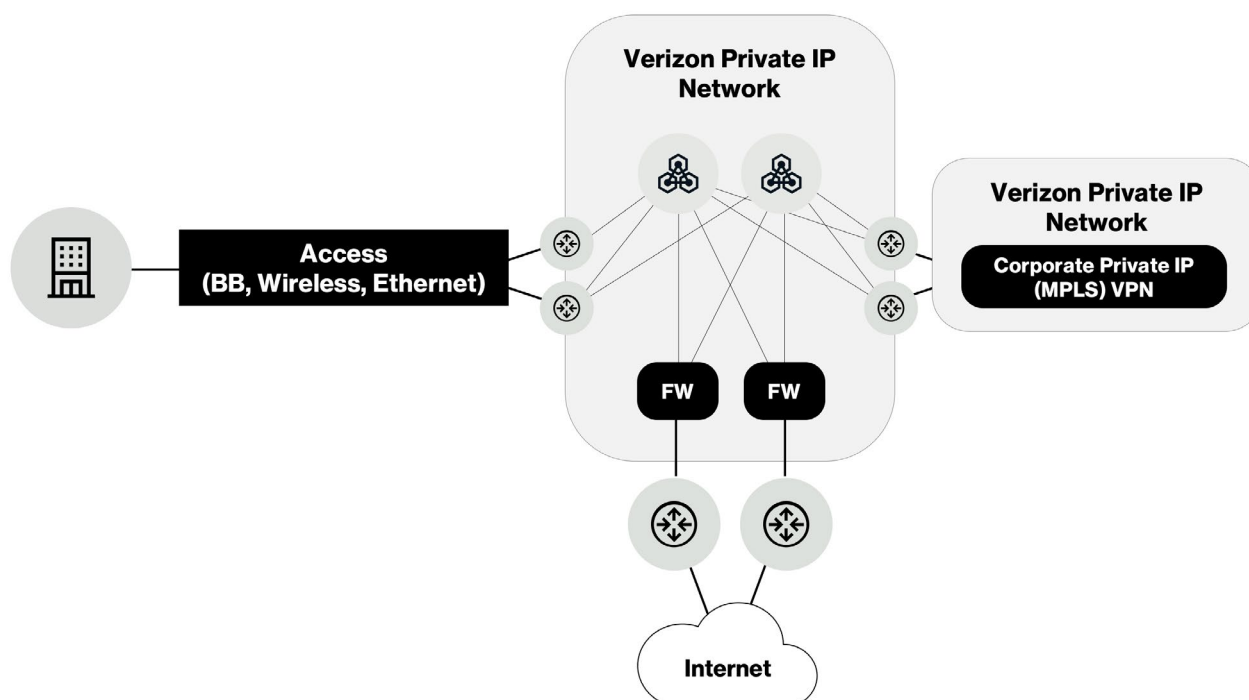 Verizon Private IP
Network
Verizon Private IP
Network
Access
(BB, Wireless, Ethernet)
Corporate Private IP
(MPLS) VPN
FW
FW
Internet